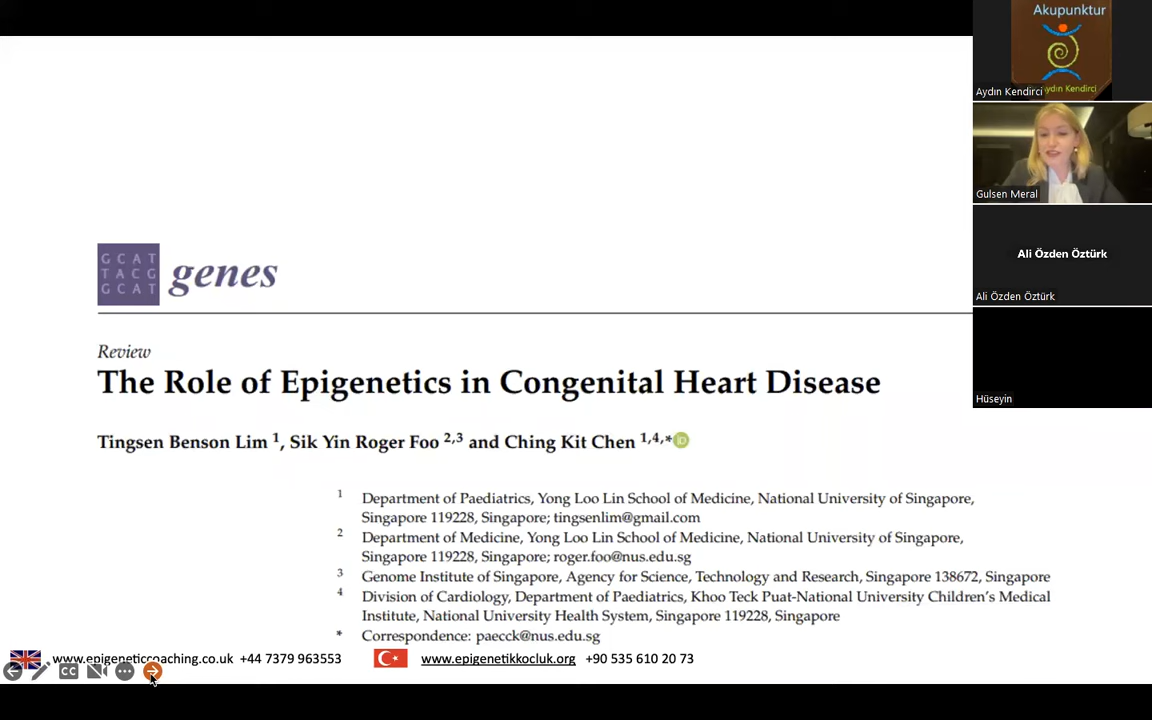 GCAT
TACG
GCAT
genes
Review
The Role of Epigenetics in Congenital Heart Disease
Tingsen Benson Lim 1, Sik Yin Roger Foo 2,3 and Ching Kit Chen 1,4,* iD
1 Department of Paediatrics, Yong Loo Lin School of Medicine, National University of Singapore,
Singapore 119228, Singapore; tingsenlim@gmail.com
2 Department of Medicine, Yong Loo Lin School of Medicine, National University of Singapore,
Singapore 119228, Singapore; roger.foo@nus.edu.sg
3 Genome Institute of Singapore, Agency for Science, Technology and Research, Singapore 138672, Singapore
4 Division of Cardiology, Department of Paediatrics, Khoo Teck Puat-National University Children's Medical
Institute, National University Health System, Singapore 119228, Singapore
* Correspondence: paecck@nus.edu.sg
www.epigeneticcoaching.co.uk +44 7379 963553 www.epigenetikkocluk.org +90 535 610 20 73
CC
Akupunktur
Aydın Kendirci
Aydın Kendirci
Gulsen Meral
Ali Özden Öztürk
Ali Özden Öztürk
Hüseyin